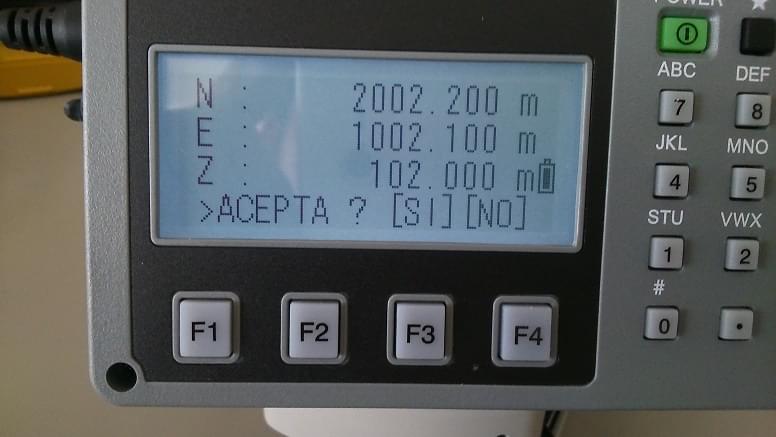 N : 2002.200 m
E : 1002.100 m
Z : 102.000 m
>ACEPTA ? [SI][NO]
F1 F2 F3 F4
POWER ★
ABC DEF
7 8
JKL MNO
4 5
STU VWX
1 2
#
0 .